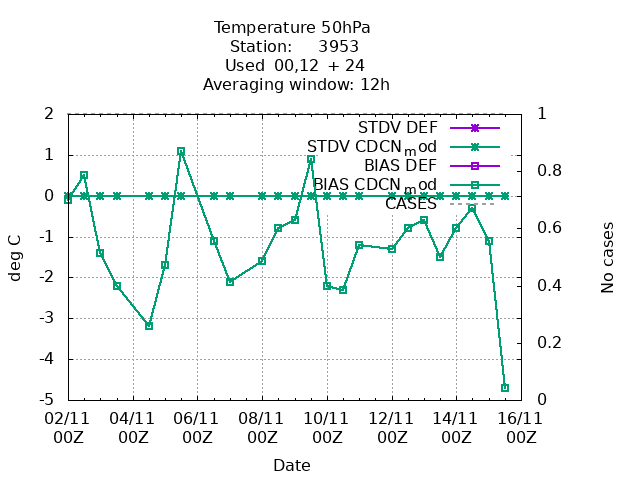 Temperature 50hPa
Station: 3953
Used 00,12 + 24
Averaging window: 12h
2
1
0
-1
-2
-3
-4
-5
deg C
1
0.8
0.6
0.4
0.2
0
No cases
STDV DEF
STDV CDCNmod
BIAS DEF
BIAS CDCNmod
CASES
02/11 04/11 06/11 08/11 10/11 12/11 14/11 16/11
00Z 00Z 00Z 00Z 00Z 00Z 00Z 00Z
Date